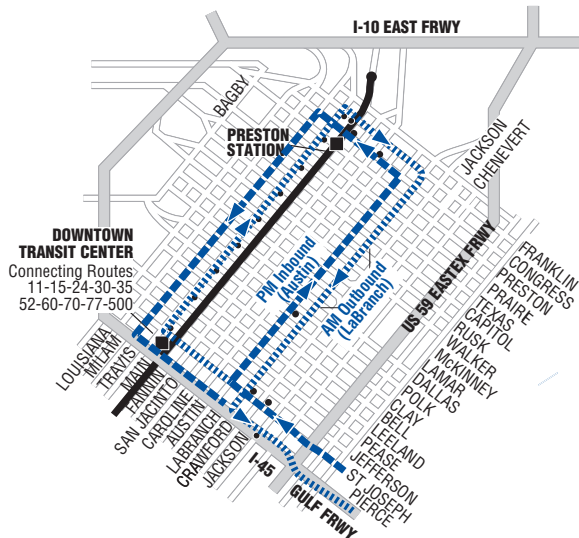 I-10 EAST FRWY
BAGBY
PRESTON
STATION
JACKSON
CHENEVERT
DOWNTOWN
TRANSIT CENTER
Connecting Routes
11-15-24-30-35
52-60-70-77-500
PM Inbound
(Austin)
AM Outbound
(LaBranch)
US 59 EASTEX FRWY
FRANKLIN
CONGRESS
PRESTON
PRAIRE
TEXAS
CAPITOL
RUSK
WALKER
McKINNEY
LAMAR
DALLAS
POLK
CLAY
BELL
LEELAND
PEASE
JEFFERSON
ST JOSEPH
PIERCE
LOUISIANA
MILAM
TRAVIS
MAIN
FANNIN
SAN JACINTO
CAROLINE
AUSTIN
LABRANCH
CRAWFORD
JACKSON
I-45
GULF FRWY